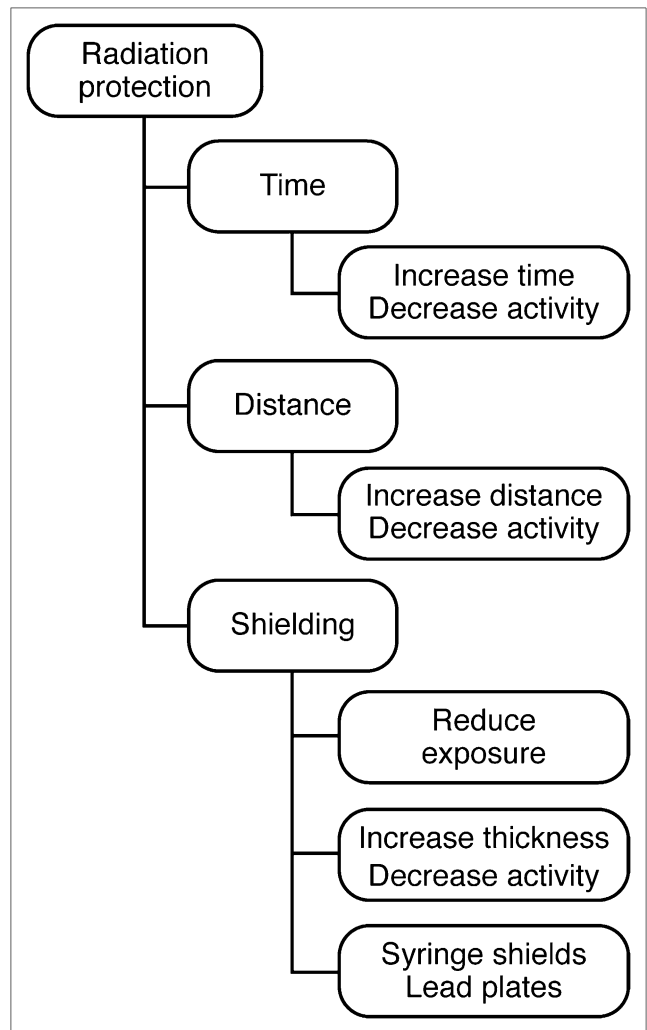 Radiation
protection
Time
Increase time
Decrease activity
Distance
Increase distance
Decrease activity
Shielding
Reduce
exposure
Increase thickness
Decrease activity
Syringe shields
Lead plates